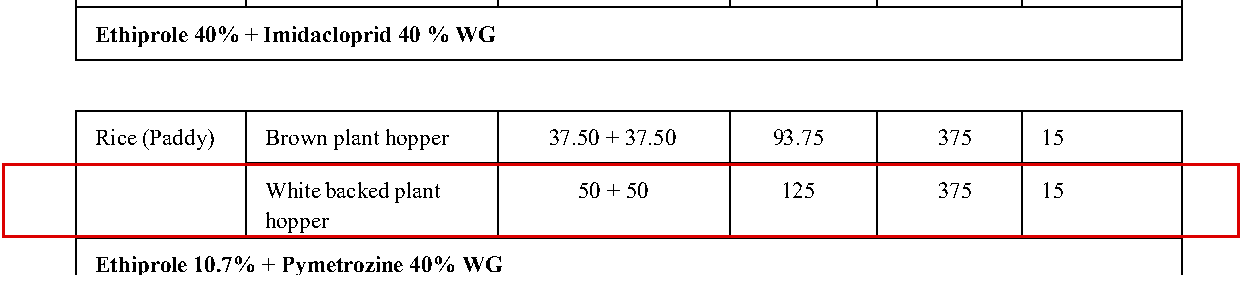 Ethiprole 40% + Imidacloprid 40 % WG
Rice (Paddy) Brown plant hopper 37.50 + 37.50 93.75 375 15
White backed plant 50 + 50 125 375 15
hopper
Ethiprole 10.7% + Pymetrozine 40% WG